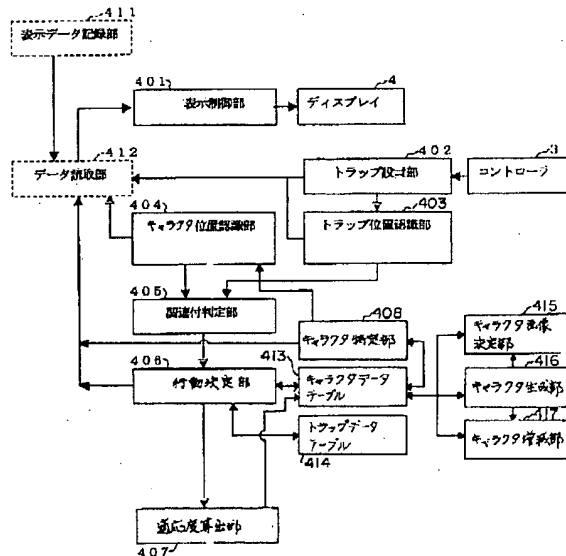 411
表示データ記録部
401
表示制御部
4
ディスプレイ
412
データ読取部
402
トラップ設置部
3
コントローラ
404
キャラクタ位置認識部
403
トラップ位置認識部
405
関連付判定部
408
キャラクタ特定部
415
キャラクタ画像
決定部
406
行動決定部
413
キャラクタデータ
テーブル
416
キャラクタ生成部
トラップデータ
テーブル
414
417
キャラクタ増減部
適応度算出部
407